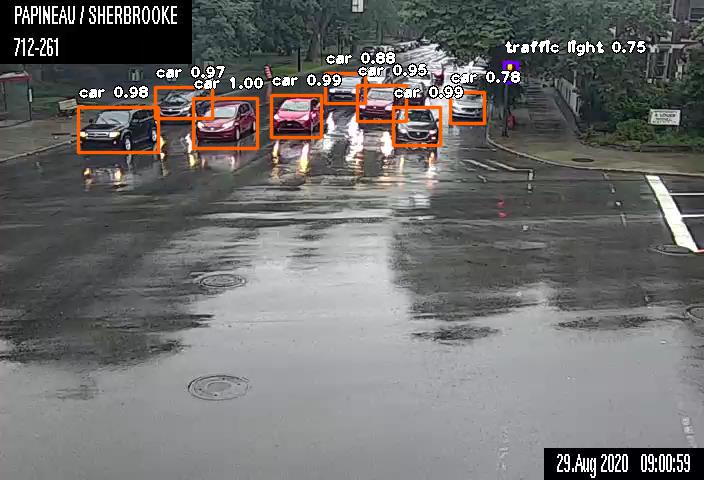 PAPINEAU / SHERBROOKE
712-261
traffic light 0.75
car 0.88
car 0.97
car 0.95
car 0.78
car 1.00
car 0.99
car 0.98
car 0.99
29.Aug 2020 09:00:59